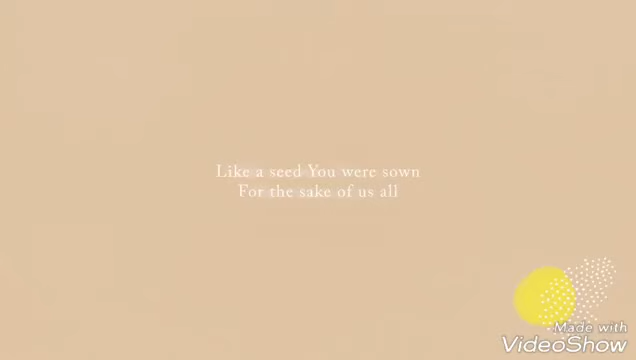 Like a seed You were sown
For the sake of us all
Made with
VideoShow